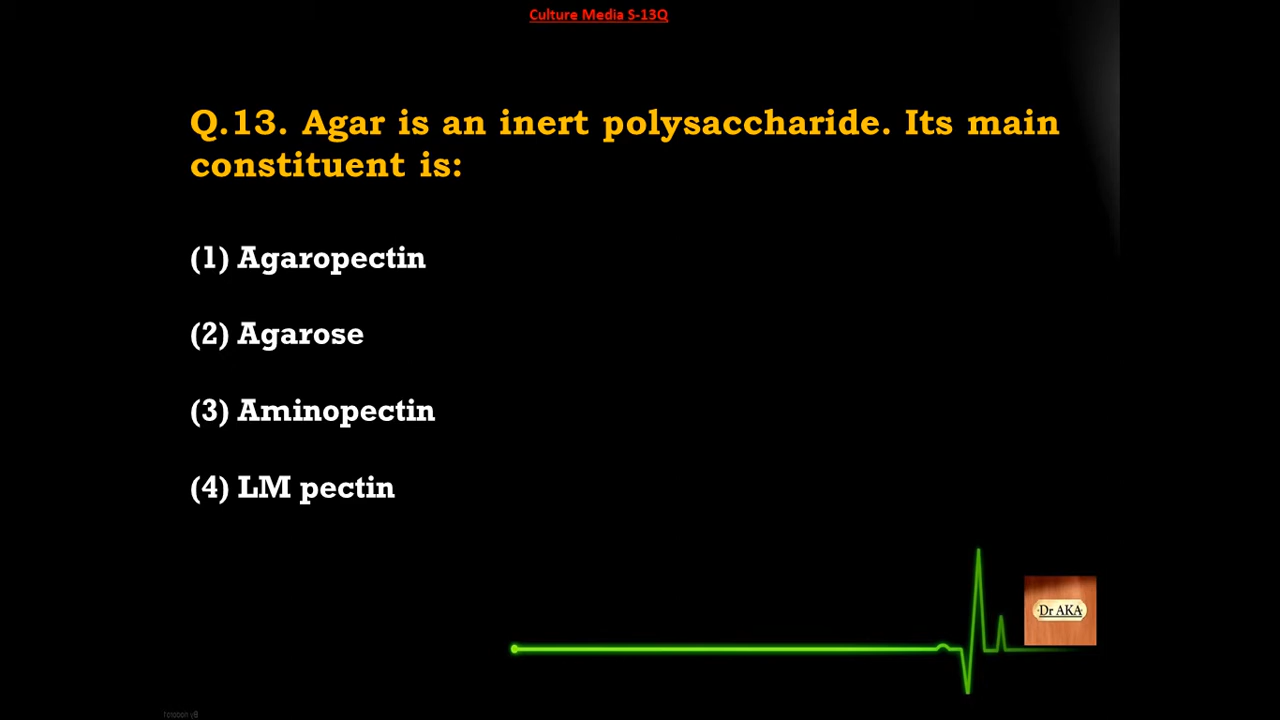 Culture Media S-13Q
Q.13. Agar is an inert polysaccharide. Its main
constituent is:
(1) Agaropectin
(2) Agarose
(3) Aminopectin
(4) LM pectin
Dr AKA